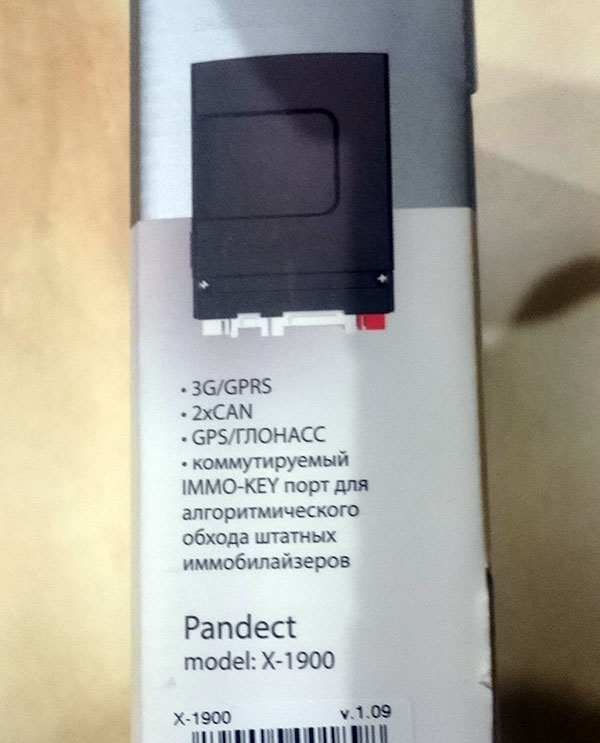 • 3G/GPRS
• 2xCAN
• GPS/ГЛОНАСС
• коммутируемый
IMMO-KEY порт для
алгоритмического
обхода штатных
иммобилайзеров
Pandect
model: X-1900
X-1900 v.1.09